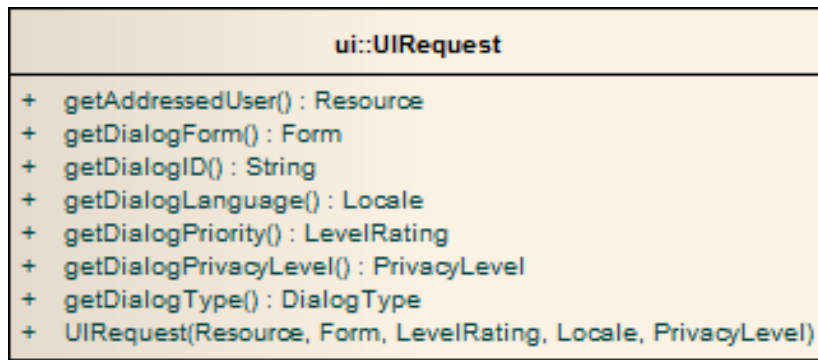 ui::UIRequest
+ getAddressedUser() : Resource
+ getDialogForm() : Form
+ getDialogID() : String
+ getDialogLanguage() : Locale
+ getDialogPriority() : LevelRating
+ getDialogPrivacyLevel() : PrivacyLevel
+ getDialogType() : DialogType
+ UIRequest(Resource, Form, LevelRating, Locale, PrivacyLevel)